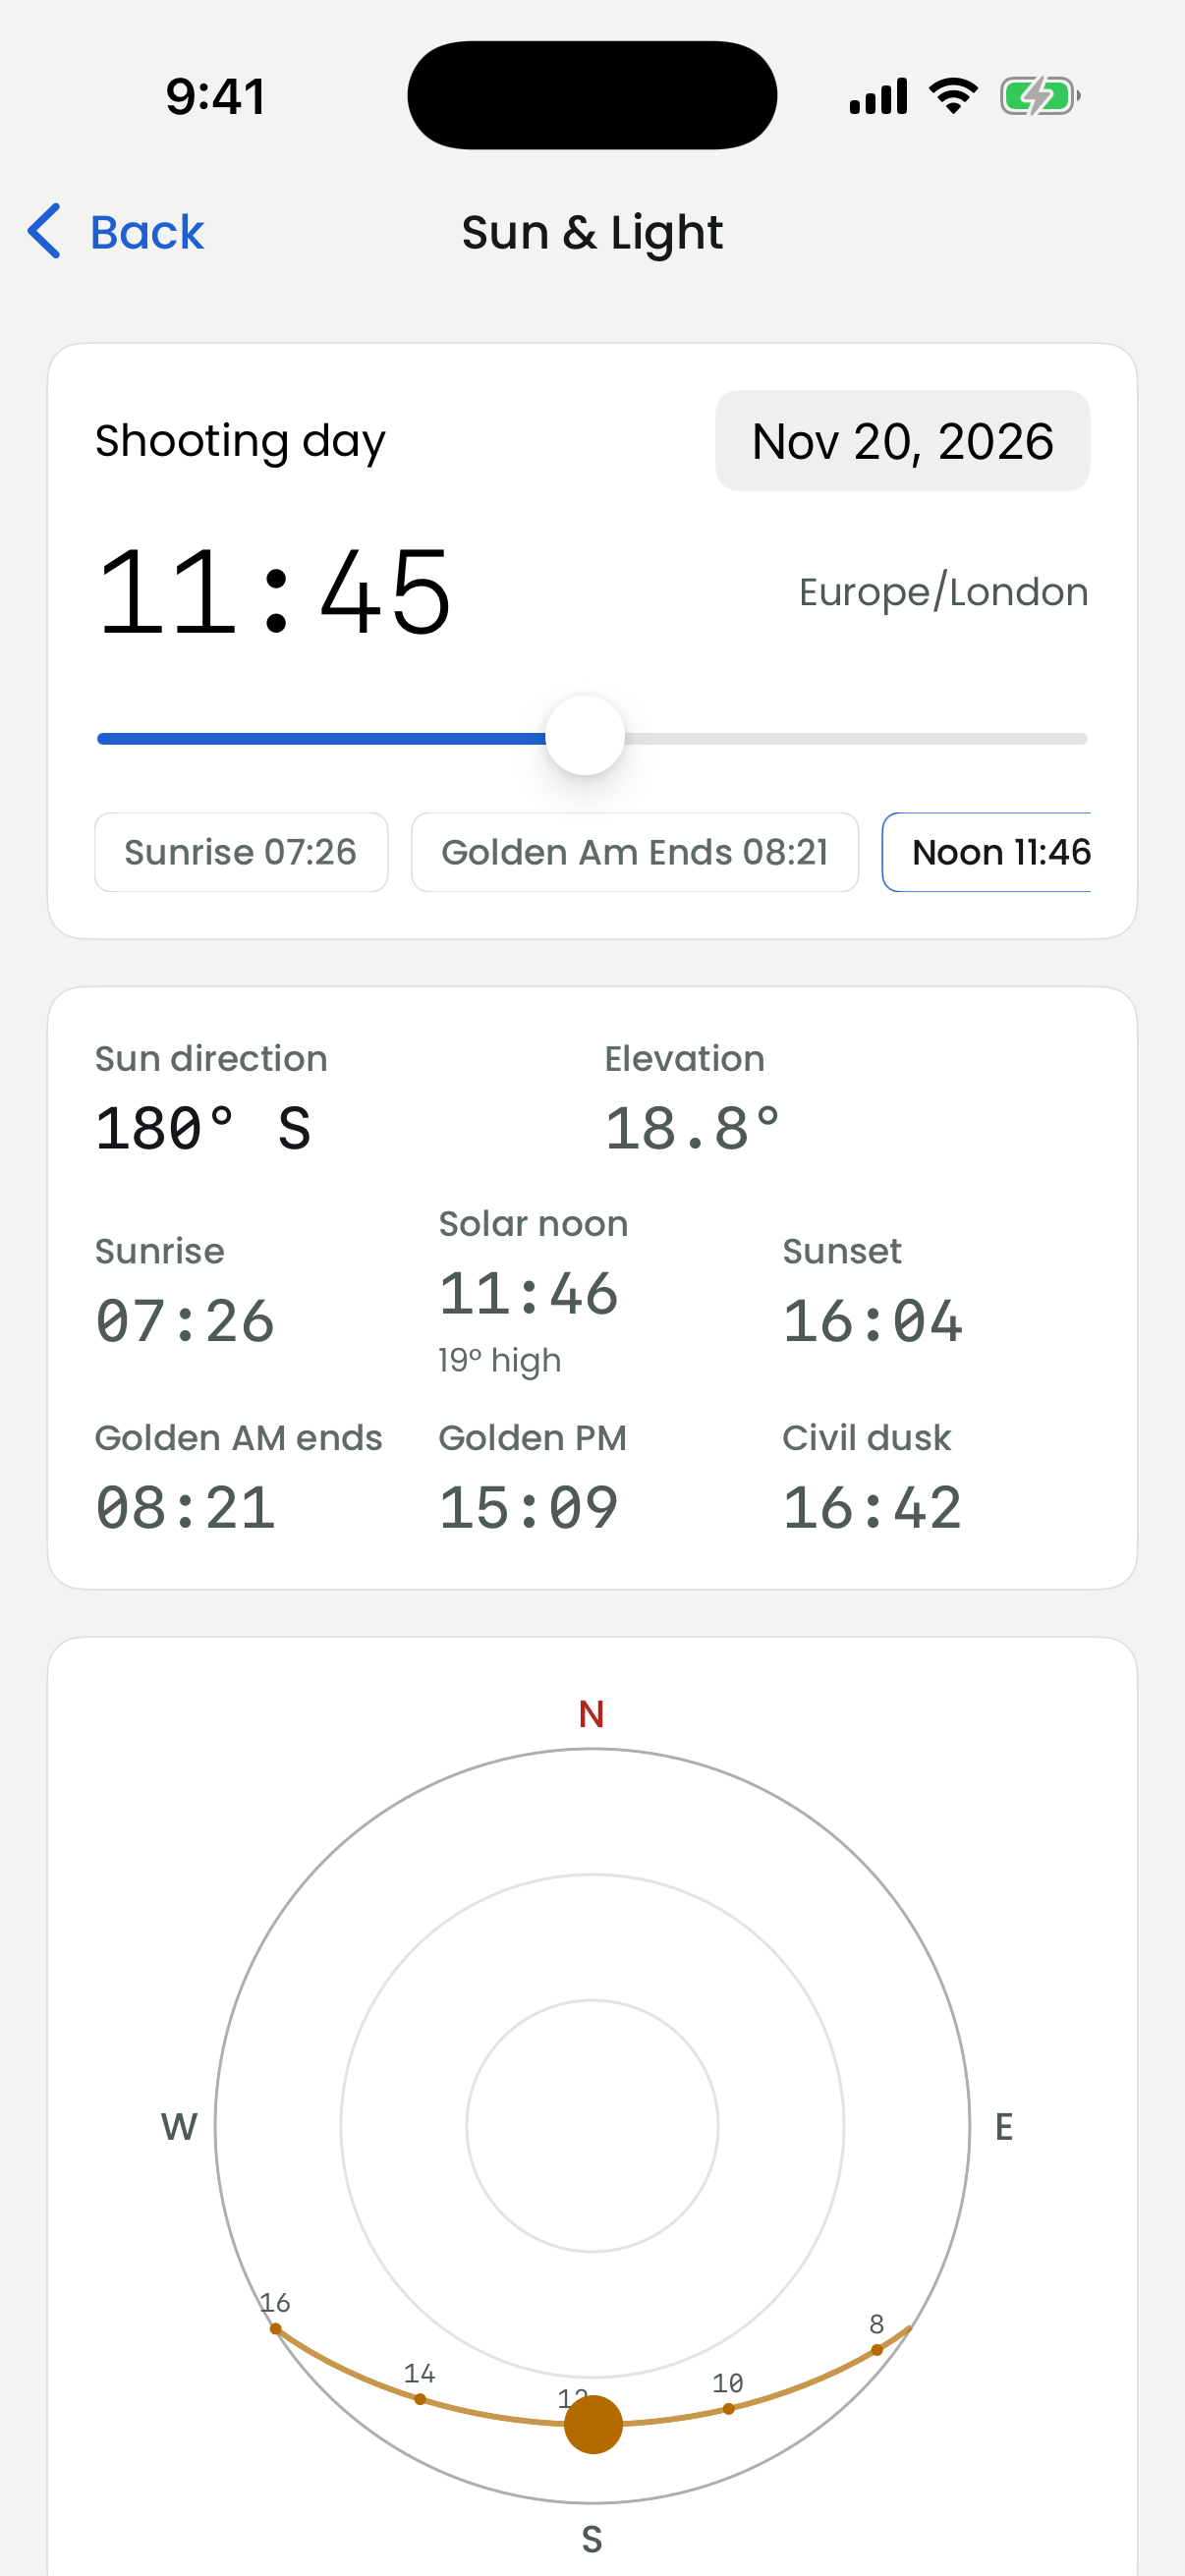 9:41
Back
Sun & Light
Shooting day
Nov 20, 2026
11:45
Europe/London
Sunrise 07:26
Golden Am Ends 08:21
Noon 11:46
Sun direction
Elevation
180° S
18.8°
Sunrise
Solar noon
Sunset
07:26
11:46
16:04
19° high
Golden AM ends
Golden PM
Civil dusk
08:21
15:09
16:42
N
W
E
16
8
14
10
S